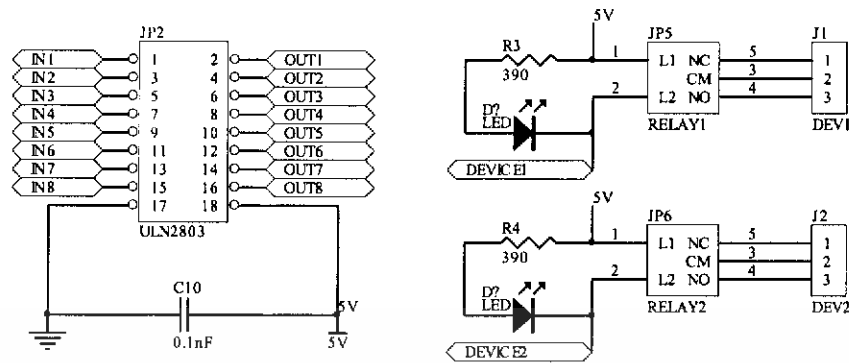 JP2
IN1 1 2 OUT1
IN2 3 4 OUT2
IN3 5 6 OUT3
IN4 7 8 OUT4
IN5 9 10 OUT5
IN6 11 12 OUT6
IN7 13 14 OUT7
IN8 15 16 OUT8
17 18
ULN2803
C10
0.1nF
5V
5V
5V
R3
390
D?
LED
DEVICE1
1
2
JP5
L1 NC
CM
L2 NO
RELAY1
5
3
4
J1
1
2
3
DEV1
5V
R4
390
D?
LED
DEVICE2
1
2
JP6
L1 NC
CM
L2 NO
RELAY2
5
3
4
J2
1
2
3
DEV2